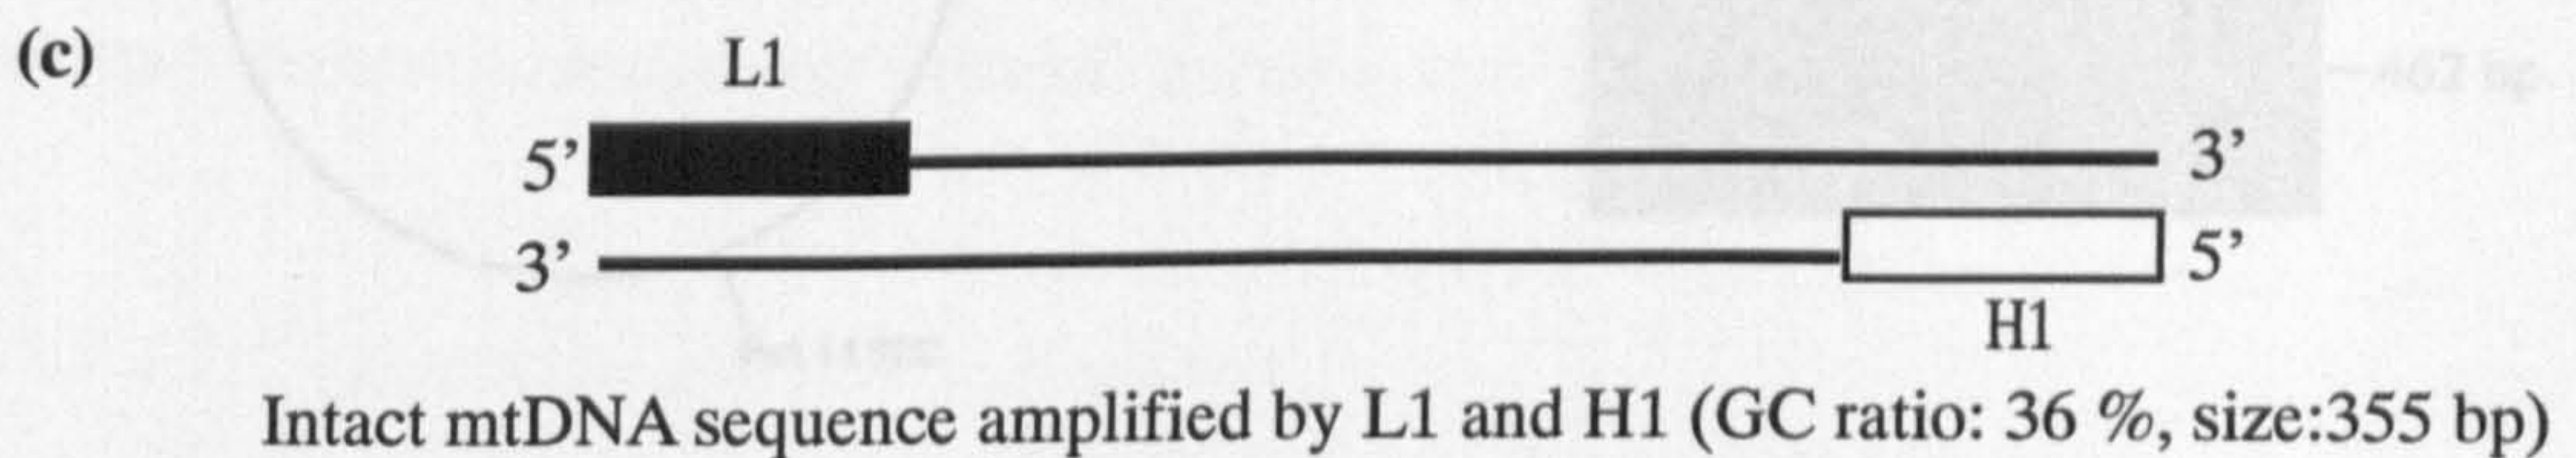 (c)
L1
5’ 3’
3’ 5’
H1
Intact mtDNA sequence amplified by L1 and H1 (GC ratio: 36 %, size:355 bp)